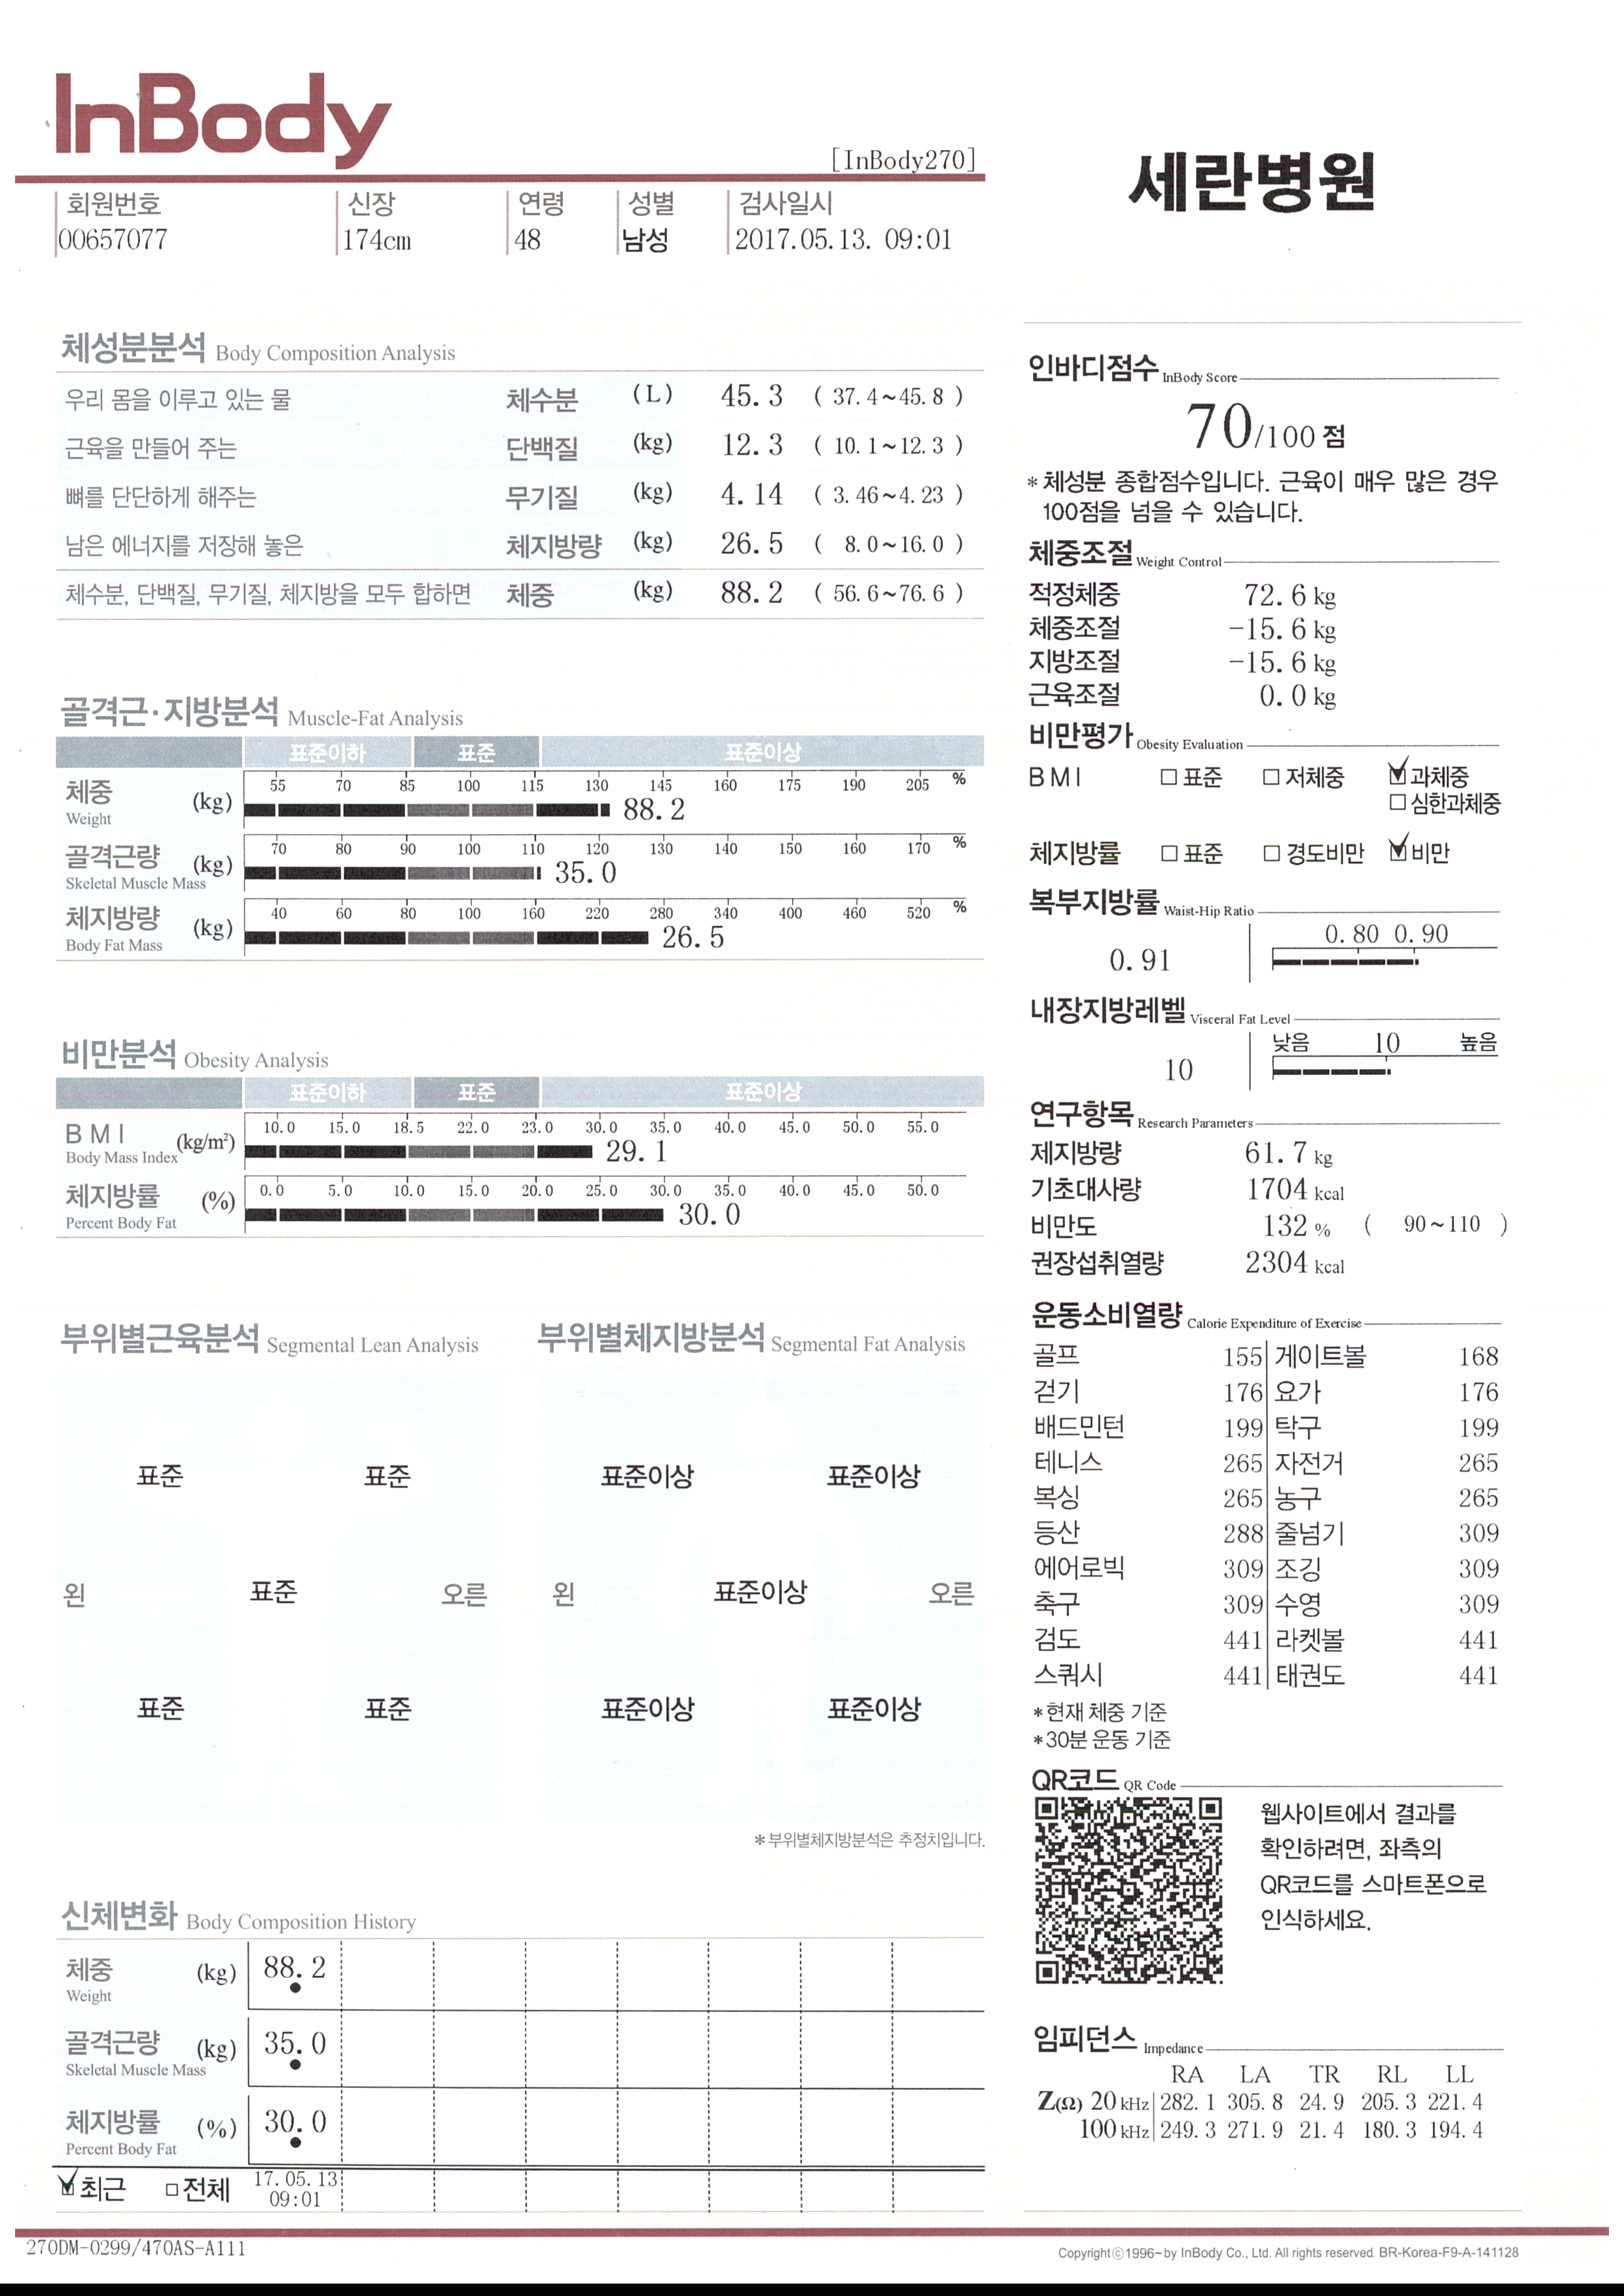 InBody
[InBody270]
세란병원
회원번호 신장 연령 성별 검사일시
00657077 174cm 48 남성 2017.05.13. 09:01
체성분분석 Body Composition Analysis
우리 몸을 이루고 있는 물 체수분 (L) 45.3 ( 37.4~45.8 )
근육을 만들어 주는 단백질 (kg) 12.3 ( 10.1~12.3 )
뼈를 단단하게 해주는 무기질 (kg) 4.14 ( 3.46~4.23 )
남은 에너지를 저장해 놓은 체지방량 (kg) 26.5 ( 8.0~16.0 )
체수분, 단백질, 무기질, 체지방을 모두 합하면 체중 (kg) 88.2 ( 56.6~76.6 )
골격근·지방분석 Muscle-Fat Analysis
표준이하 표준 표준이상
체중 (kg) 55 70 85 100 115 130 145 160 175 190 205 %
Weight 88.2
골격근량 (kg) 70 80 90 100 110 120 130 140 150 160 170 %
Skeletal Muscle Mass 35.0
체지방량 (kg) 40 60 80 100 160 220 280 340 400 460 520 %
Body Fat Mass 26.5
비만분석 Obesity Analysis
표준이하 표준 표준이상
BMI (kg/m²) 10.0 15.0 18.5 22.0 23.0 30.0 35.0 40.0 45.0 50.0 55.0
Body Mass Index 29.1
체지방률 (%) 0.0 5.0 10.0 15.0 20.0 25.0 30.0 35.0 40.0 45.0 50.0
Percent Body Fat 30.0
부위별근육분석 Segmental Lean Analysis
표준 표준
왼 표준 오른
표준 표준
부위별체지방분석 Segmental Fat Analysis
표준이상 표준이상
왼 표준이상 오른
표준이상 표준이상
*부위별체지방분석은 추정치입니다.
신체변화 Body Composition History
체중 (kg) 88.2
Weight
골격근량 (kg) 35.0
Skeletal Muscle Mass
체지방률 (%) 30.0
Percent Body Fat
최근 전체 17.05.13
09:01
인바디점수 InBody Score
70/100 점
*체성분 종합점수입니다. 근육이 매우 많은 경우
100점을 넘을 수 있습니다.
체중조절 Weight Control
적정체중 72.6 kg
체중조절 -15.6 kg
지방조절 -15.6 kg
근육조절 0.0 kg
비만평가 Obesity Evaluation
BMI 표준 저체중 과체중
심한과체중
체지방률 표준 경도비만 비만
복부지방률 Waist-Hip Ratio
0.80 0.90
0.91
내장지방레벨 Visceral Fat Level
낮음 10 높음
10
연구항목 Research Parameters
제지방량 61.7 kg
기초대사량 1704 kcal
비만도 132 % ( 90~110 )
권장섭취열량 2304 kcal
운동소비열량 Calorie Expenditure of Exercise
골프 155 게이트볼 168
걷기 176 요가 176
배드민턴 199 탁구 199
테니스 265 자전거 265
복싱 265 농구 265
등산 288 줄넘기 309
에어로빅 309 조깅 309
축구 309 수영 309
검도 441 라켓볼 441
스쿼시 441 태권도 441
*현재 체중 기준
*30분 운동 기준
QR코드 QR Code
웹사이트에서 결과를
확인하려면, 좌측의
QR코드를 스마트폰으로
인식하세요.
임피던스 Impedance
RA LA TR RL LL
Z(Ω) 20 kHz 282.1 305.8 24.9 205.3 221.4
100 kHz 249.3 271.9 21.4 180.3 194.4
270DM-0299/470AS-A111
Copyright©1996~ by InBody Co., Ltd. All rights reserved. BR-Korea-F9-A-141128